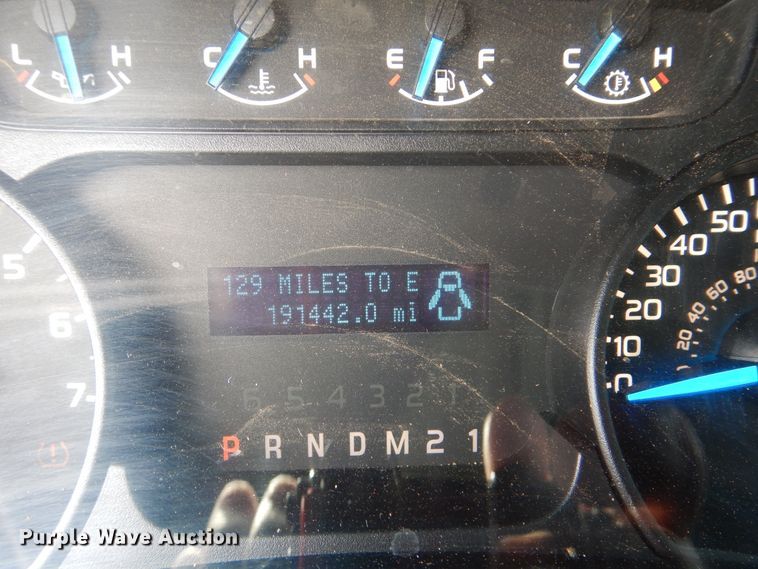 L H C H E F C H
129 MILES TO E
191442.0 mi
5
6
7
50
40
30
20
10
0
80
60
40
20
6 5 4 3 2 1
P R N D M 2 1
Purple Wave Auction